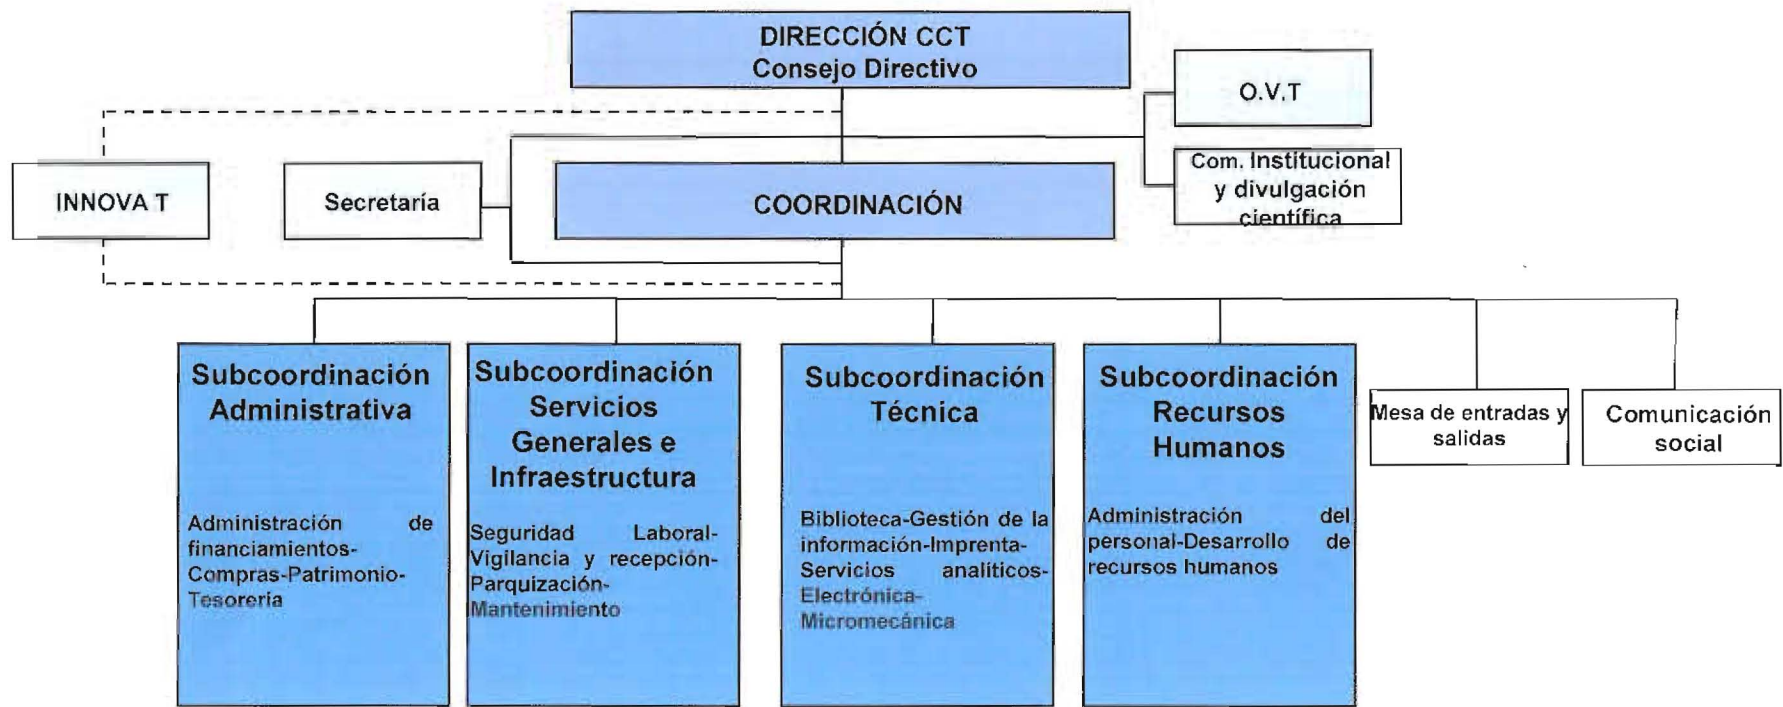 DIRECCIÓN CCT
Consejo Directivo
O.V.T
INNOVA T
Secretaría
COORDINACIÓN
Com. Institucional
y divulgación
científica
Subcoordinación
Administrativa
Administración de
financiamientos-
Compras-Patrimonio-
Tesorería
Subcoordinación
Servicios
Generales e
Infraestructura
Seguridad Laboral-
Vigilancia y recepción-
Parquización-
Mantenimiento
Subcoordinación
Técnica
Biblioteca-Gestión de la
información-Imprenta-
Servicios analíticos-
Electrónica-
Micromecánica
Subcoordinación
Recursos
Humanos
Administración del
personal-Desarrollo de
recursos humanos
Mesa de entradas y
salidas
Comunicación
social